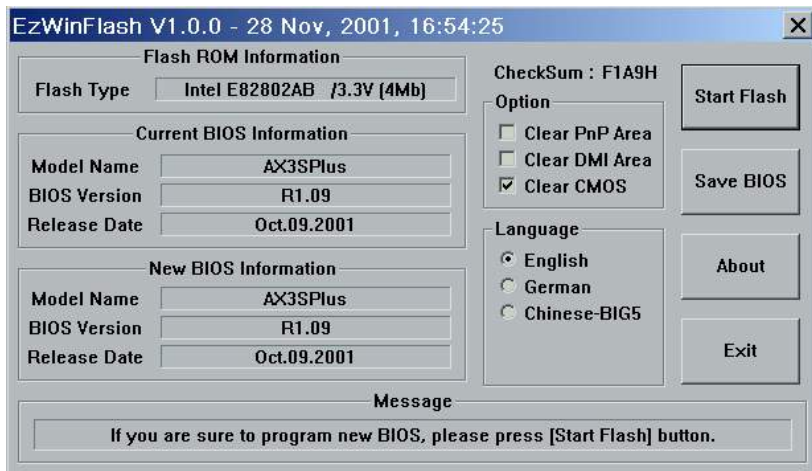 EzWinFlash V1.0.0 - 28 Nov, 2001, 16:54:25
Flash ROM Information
Flash Type Intel E82802AB /3.3V (4Mb)
Current BIOS Information
Model Name AX3SPlus
BIOS Version R1.09
Release Date Oct.09.2001
New BIOS Information
Model Name AX3SPlus
BIOS Version R1.09
Release Date Oct.09.2001
CheckSum : F1A9H
Option
Clear PnP Area
Clear DMI Area
Clear CMOS
Language
English
German
Chinese-BIG5
Start Flash
Save BIOS
About
Exit
Message
If you are sure to program new BIOS, please press [Start Flash] button.